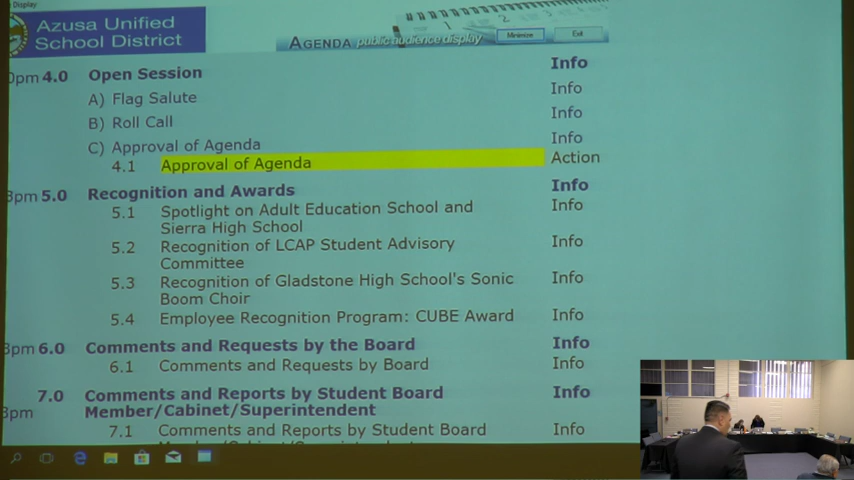 Display
Azusa Unified
School District
AGENDA public audience display
Minimize
Exit
0pm 4.0 Open Session Info
A) Flag Salute Info
B) Roll Call Info
C) Approval of Agenda Info
4.1 Approval of Agenda Action
3pm 5.0 Recognition and Awards Info
5.1 Spotlight on Adult Education School and Info
Sierra High School
5.2 Recognition of LCAP Student Advisory Info
Committee
5.3 Recognition of Gladstone High School's Sonic Info
Boom Choir
5.4 Employee Recognition Program: CUBE Award Info
3pm 6.0 Comments and Requests by the Board Info
6.1 Comments and Requests by Board Info
7.0 Comments and Reports by Student Board Info
3pm Member/Cabinet/Superintendent
7.1 Comments and Reports by Student Board Info